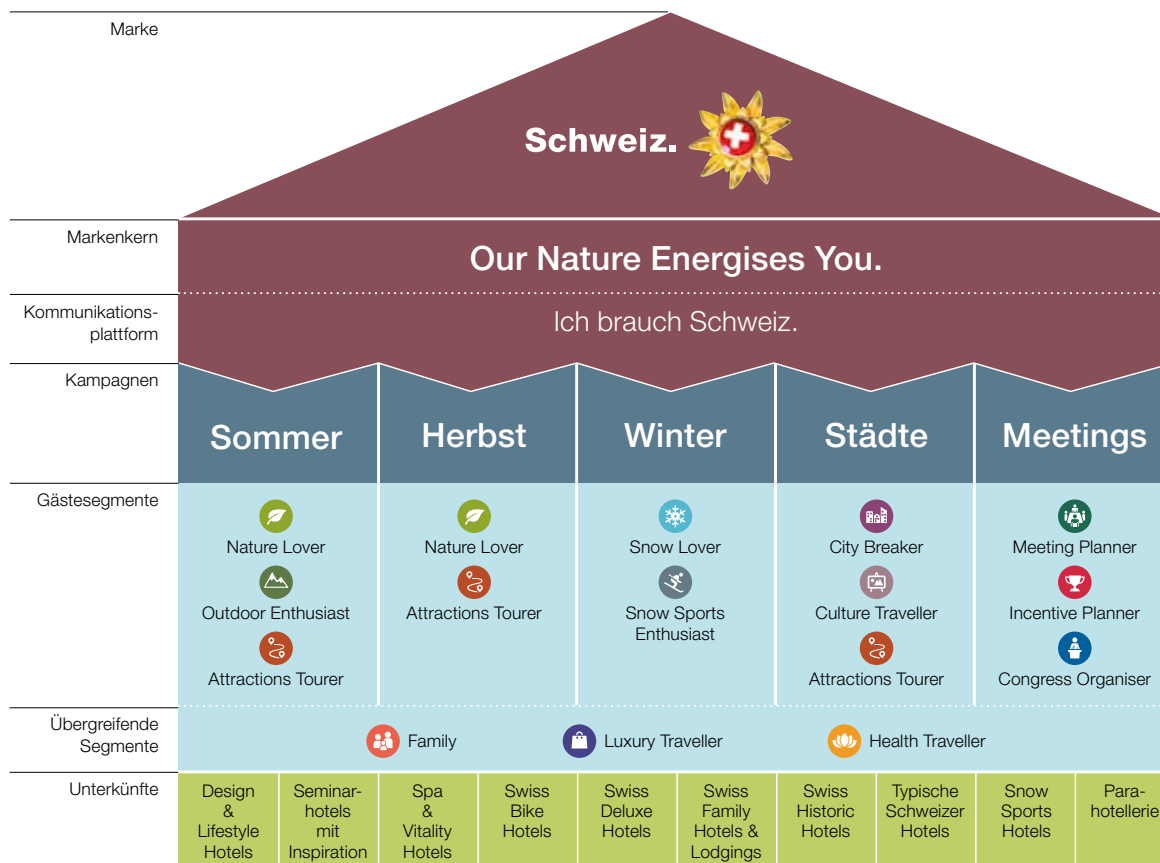 Marke
Schweiz.
Markenkern
Our Nature Energises You.
Kommunikations-
plattform
Ich brauch Schweiz.
Kampagnen
Sommer
Herbst
Winter
Städte
Meetings
Gästesegmente
Nature Lover
Outdoor Enthusiast
Attractions Tourer
Nature Lover
Attractions Tourer
Snow Lover
Snow Sports
Enthusiast
City Breaker
Culture Traveller
Attractions Tourer
Meeting Planner
Incentive Planner
Congress Organiser
Übergreifende
Segmente
Family
Luxury Traveller
Health Traveller
Unterkünfte
Design
&
Lifestyle
Hotels
Seminar-
hotels
mit
Inspiration
Spa
&
Vitality
Hotels
Swiss
Bike
Hotels
Swiss
Deluxe
Hotels
Swiss
Family
Hotels &
Lodgings
Swiss
Historic
Hotels
Typische
Schweizer
Hotels
Snow
Sports
Hotels
Para-
hotellerie